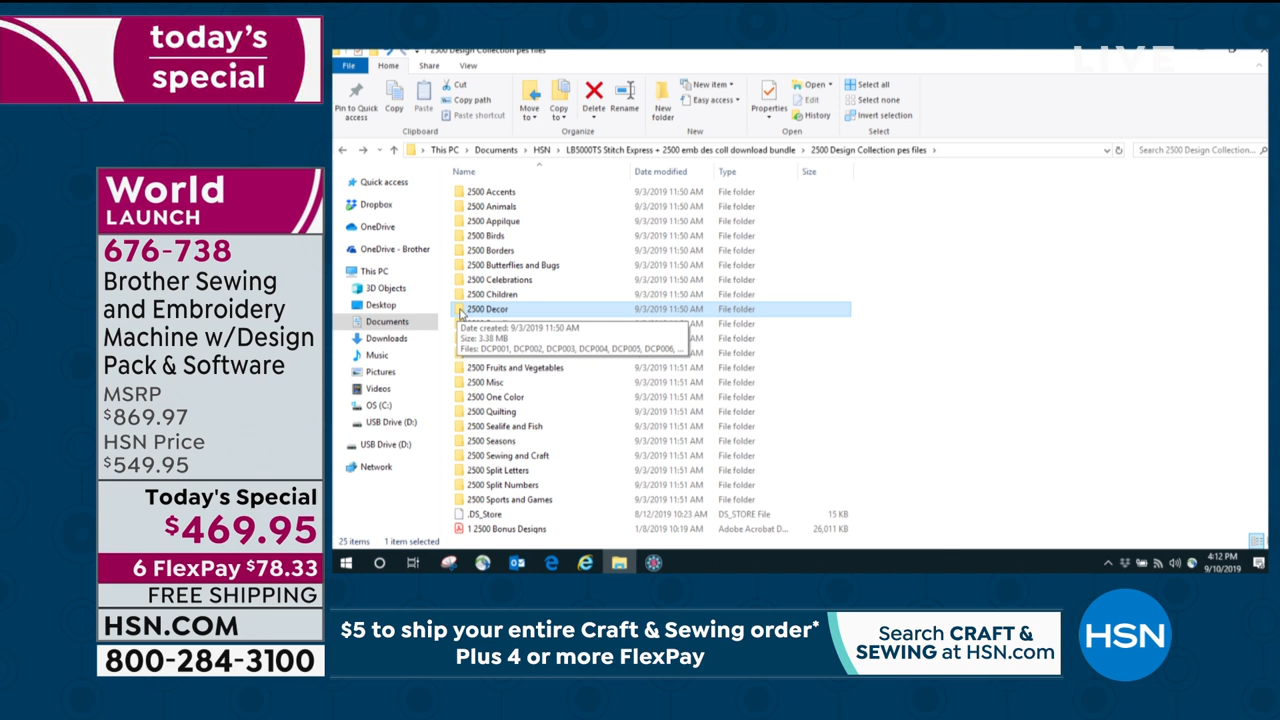 today's
special
World
LAUNCH
676-738
Brother Sewing
and Embroidery
Machine w/Design
Pack & Software
MSRP
$869.97
HSN Price
$549.95
Today's Special
$469.95
6 FlexPay $78.33
FREE SHIPPING
HSN.COM
800-284-3100
LIVE
2500 Design Collection pes files
File Home Share View
Pin to Quick access
Copy
Paste
Cut
Copy path
Paste shortcut
Clipboard
Move to
Copy to
Delete
Rename
Organize
New folder
New item
Easy access
New
Properties
Open
Edit
History
Open
Select all
Select none
Invert selection
Select
This PC > Documents > HSN > LB5000TS Stitch Express + 2500 emb des coll download bundle > 2500 Design Collection pes files >
Search 2500 Design Collection...
Quick access
Dropbox
OneDrive
OneDrive - Brother
This PC
3D Objects
Desktop
Documents
Downloads
Music
Pictures
Videos
OS (C:)
USB Drive (D:)
USB Drive (D:)
Network
Name Date modified Type Size
2500 Accents 9/3/2019 11:50 AM File folder
2500 Animals 9/3/2019 11:50 AM File folder
2500 Applique 9/3/2019 11:50 AM File folder
2500 Birds 9/3/2019 11:50 AM File folder
2500 Borders 9/3/2019 11:50 AM File folder
2500 Butterflies and Bugs 9/3/2019 11:50 AM File folder
2500 Celebrations 9/3/2019 11:50 AM File folder
2500 Children 9/3/2019 11:50 AM File folder
2500 Decor 9/3/2019 11:50 AM File folder
Date created: 9/3/2019 11:50 AM
Size: 3.38 MB
Files: DCP001, DCP002, DCP003, DCP004, DCP005, DCP006, ...
AM File folder
AM File folder
AM File folder
2500 Fruits and Vegetables 9/3/2019 11:51 AM File folder
2500 Misc 9/3/2019 11:51 AM File folder
2500 One Color 9/3/2019 11:51 AM File folder
2500 Quilting 9/3/2019 11:51 AM File folder
2500 Sealife and Fish 9/3/2019 11:51 AM File folder
2500 Seasons 9/3/2019 11:51 AM File folder
2500 Sewing and Craft 9/3/2019 11:51 AM File folder
2500 Split Letters 9/3/2019 11:51 AM File folder
2500 Split Numbers 9/3/2019 11:51 AM File folder
2500 Sports and Games 9/3/2019 11:51 AM File folder
.DS_Store 8/12/2019 10:23 AM DS_STORE File 15 KB
1 2500 Bonus Designs 1/8/2019 10:19 AM Adobe Acrobat D... 26,011 KB
25 items 1 item selected
4:12 PM
9/10/2019
$5 to ship your entire Craft & Sewing order*
Plus 4 or more FlexPay
Search CRAFT &
SEWING at HSN.com
HSN